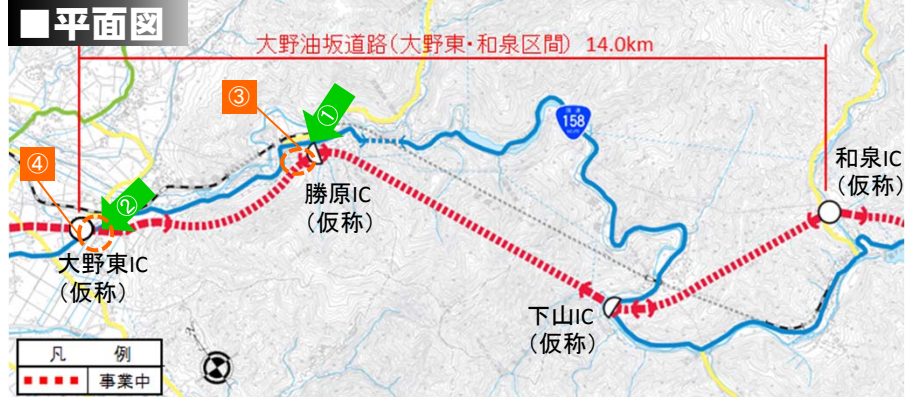 ■平面図
大野油坂道路(大野東・和泉区間) 14.0km
③
①
158
④
②
和泉IC
(仮称)
勝原IC
(仮称)
大野東IC
(仮称)
下山IC
(仮称)
凡 例
事業中